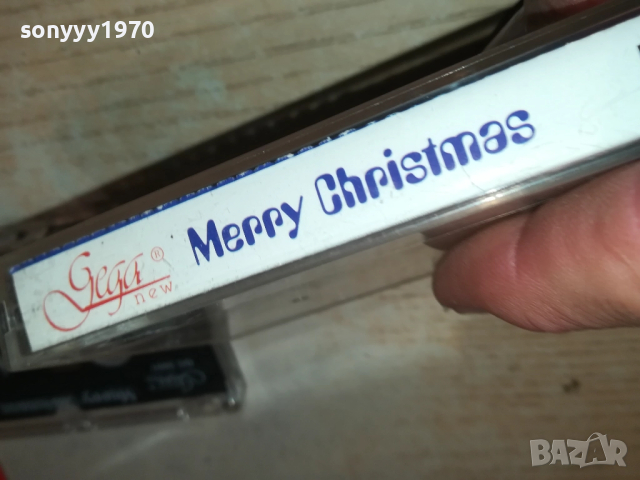 sonyyy1970
Merry Christmas
Gega®
new.
BAZAR